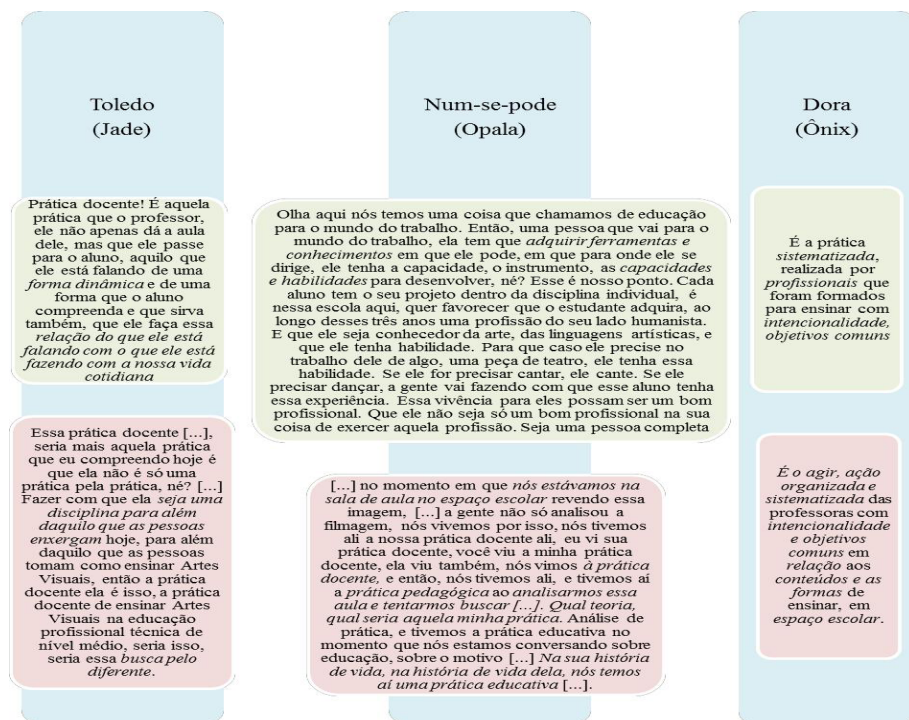 Toledo
(Jade)
Prática docente! É aquela
prática que o professor,
ele não apenas dá a aula
dele, mas que ele passe
para o aluno, aquilo que
ele está falando de uma
forma dinâmica e de uma
forma que o aluno
compreenda e que sirva
também, que ele faça essa
relação do que ele está
falando com o que ele está
fazendo com a nossa vida
cotidiana
Essa prática docente [...],
seria mais aquela prática
que eu compreendo hoje é
que ela não é só uma
prática pela prática, né? [...]
Fazer com que ela seja uma
disciplina para além
daquilo que as pessoas
enxergam hoje, para além
daquilo que as pessoas
tomam como ensinar Artes
Visuais, então a prática
docente ela é isso, a prática
docente de ensinar Artes
Visuais na educação
profissional técnica de
nível médio, seria isso,
seria essa busca pelo
diferente.
Num-se-pode
(Opala)
Olha aqui nós temos uma coisa que chamamos de educação
para o mundo do trabalho. Então, uma pessoa que vai para o
mundo do trabalho, ela tem que adquirir ferramentas e
conhecimentos em que ele pode, em que para onde ele se
dirige, ele tenha a capacidade, o instrumento, as capacidades
e habilidades para desenvolver, né? Esse é nosso ponto. Cada
aluno tem o seu projeto dentro da disciplina individual, é
nessa escola aqui, quer favorecer que o estudante adquira, ao
longo desses três anos uma profissão do seu lado humanista.
E que ele seja conhecedor da arte, das linguagens artísticas, e
que ele tenha habilidade. Para que caso ele precise no
trabalho dele de algo, uma peça de teatro, ele tenha essa
habilidade. Se ele for precisar cantar, ele cante. Se ele
precisar dançar, a gente vai fazendo com que esse aluno tenha
essa experiência. Essa vivência para eles possam ser um bom
profissional. Que ele não seja só um bom profissional na sua
coisa de exercer aquela profissão. Seja uma pessoa completa
[...] no momento em que nós estávamos na
sala de aula no espaço escolar revendo essa
imagem, [...] a gente não só analisou a
filmagem, nós vivemos por isso, nós tivemos
ali a nossa prática docente ali, eu vi sua
prática docente, você viu a minha prática
docente, ela viu também, nós vimos à prática
docente, e então, nós tivemos ali, e tivemos aí
a prática pedagógica ao analisarmos essa
aula e tentarmos buscar [...]. Qual teoria,
qual seria aquela minha prática. Análise de
prática, e tivemos a prática educativa no
momento que nós estamos conversando sobre
educação, sobre o motivo [...] Na sua história
de vida, na história de vida dela, nós temos
aí uma prática educativa [...].
Dora
(Ônix)
É a prática
sistematizada,
realizada por
profissionais que
foram formados
para ensinar com
intencionalidade,
objetivos comuns
É o agir, ação
organizada e
sistematizada das
professoras com
intencionalidade
e objetivos
comuns em
relação aos
conteúdos e as
formas de
ensinar, em
espaço escolar.